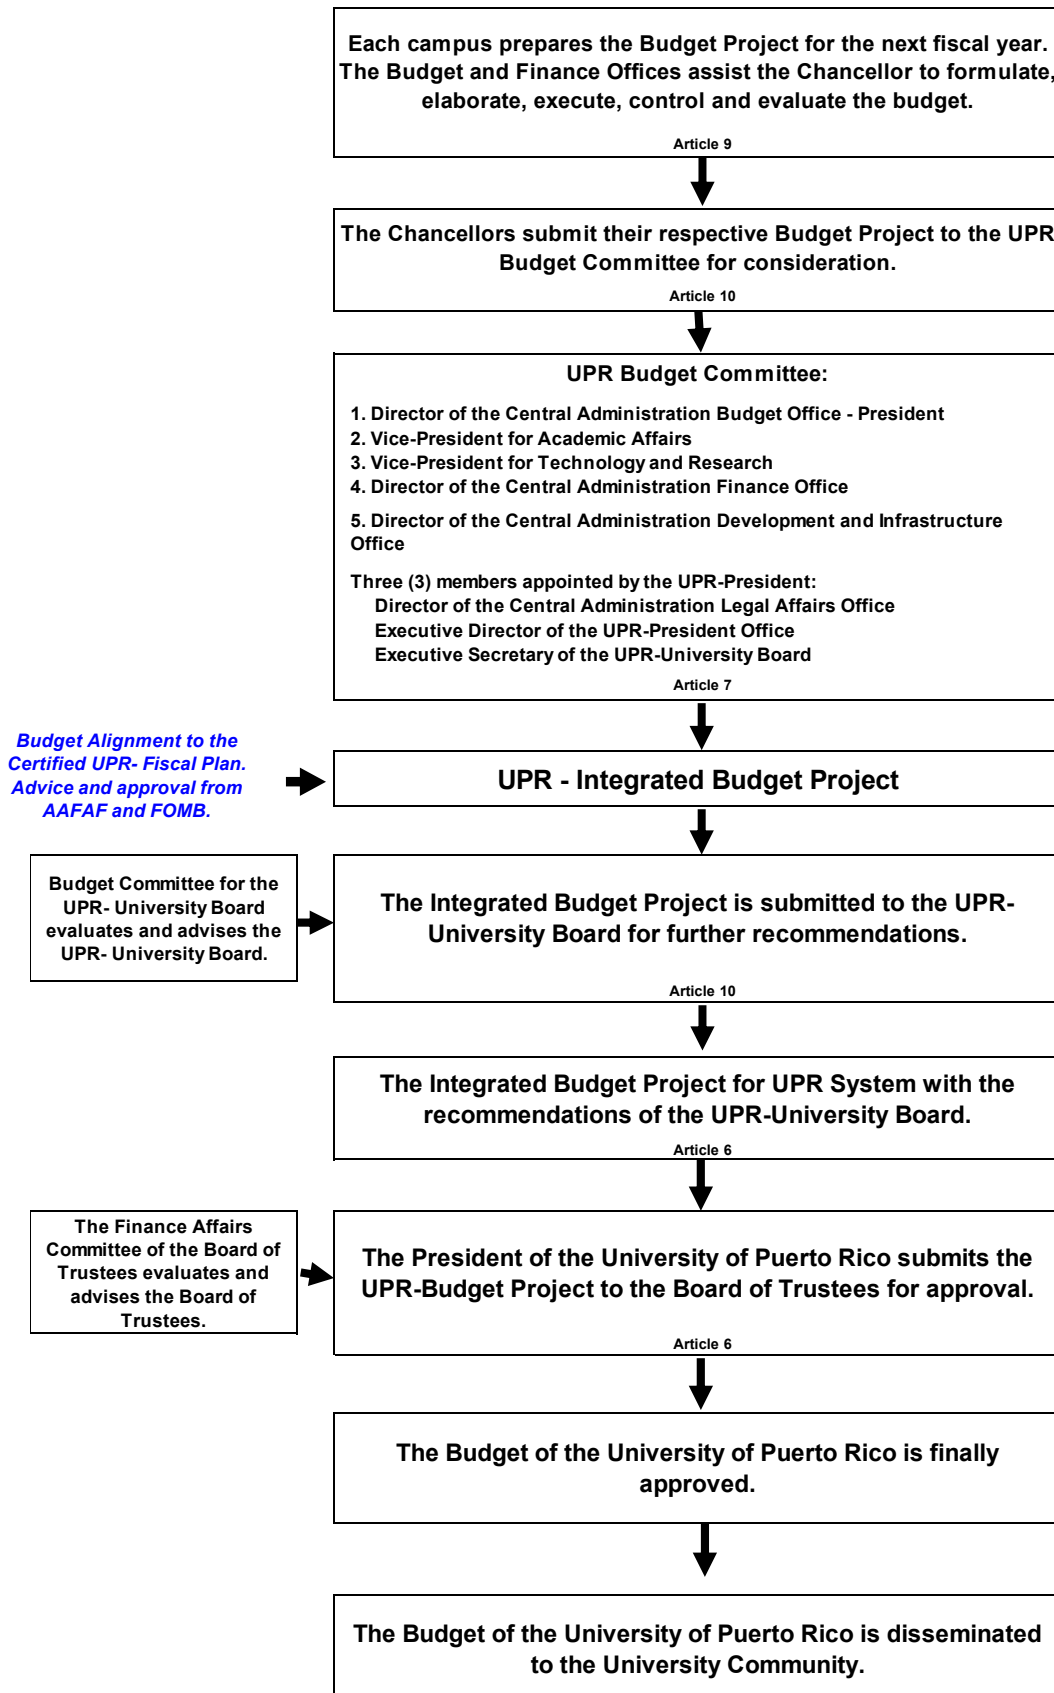 Each campus prepares the Budget Project for the next fiscal year.
The Budget and Finance Offices assist the Chancellor to formulate,
elaborate, execute, control and evaluate the budget.
Article 9
The Chancellors submit their respective Budget Project to the UPR
Budget Committee for consideration.
Article 10
UPR Budget Committee:
1. Director of the Central Administration Budget Office - President
2. Vice-President for Academic Affairs
3. Vice-President for Technology and Research
4. Director of the Central Administration Finance Office
5. Director of the Central Administration Development and Infrastructure
Office
Three (3) members appointed by the UPR-President:
Director of the Central Administration Legal Affairs Office
Executive Director of the UPR-President Office
Executive Secretary of the UPR-University Board
Article 7
Budget Alignment to the
Certified UPR- Fiscal Plan.
Advice and approval from
AAFAF and FOMB.
UPR - Integrated Budget Project
Budget Committee for the
UPR- University Board
evaluates and advises the
UPR- University Board.
The Integrated Budget Project is submitted to the UPR-
University Board for further recommendations.
Article 10
The Integrated Budget Project for UPR System with the
recommendations of the UPR-University Board.
Article 6
The Finance Affairs
Committee of the Board of
Trustees evaluates and
advises the Board of
Trustees.
The President of the University of Puerto Rico submits the
UPR-Budget Project to the Board of Trustees for approval.
Article 6
The Budget of the University of Puerto Rico is finally
approved.
The Budget of the University of Puerto Rico is disseminated
to the University Community.